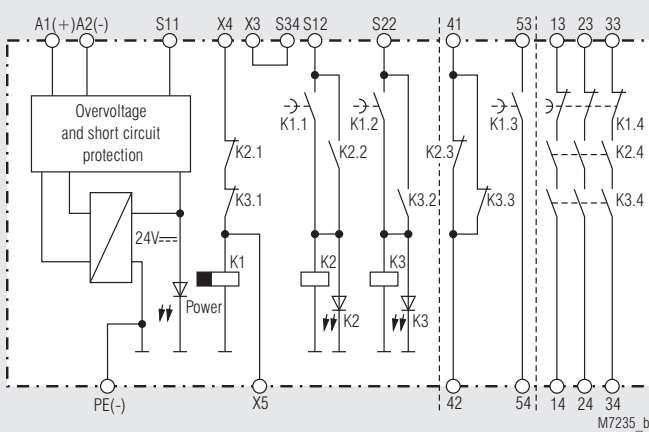 A1(+) A2(-) S11 X4 X3 S34 S12 S22 41 53 13 23 33
Overvoltage
and short circuit
protection
K1.1 K1.2 K1.3 K1.4
K2.1 K2.2 K2.3 K2.4
K3.1 K3.2 K3.3 K3.4
24V
K1 K2 K3
Power K2 K3
PE(-) X5 42 54 14 24 34
M7235_b